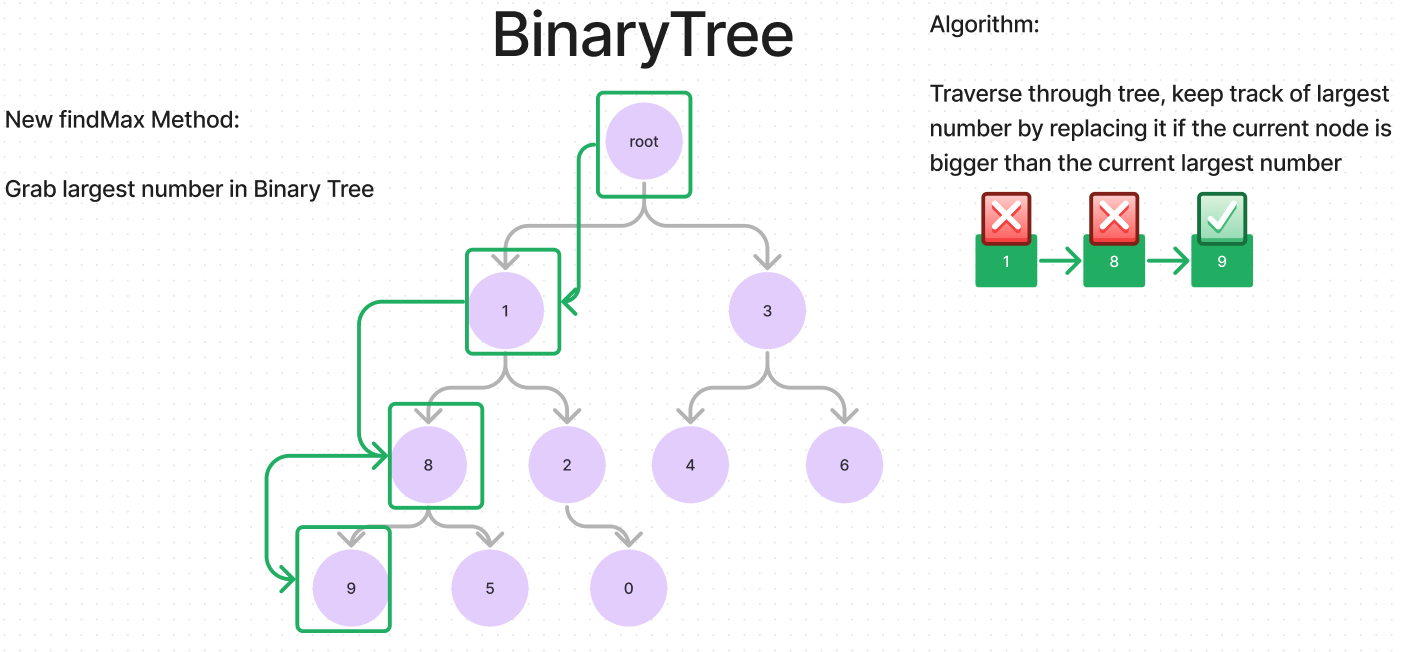 BinaryTree
New findMax Method:
Grab largest number in Binary Tree
Algorithm:
Traverse through tree, keep track of largest
number by replacing it if the current node is
bigger than the current largest number
1
8
9
root
1
3
8
2
4
6
9
5
0